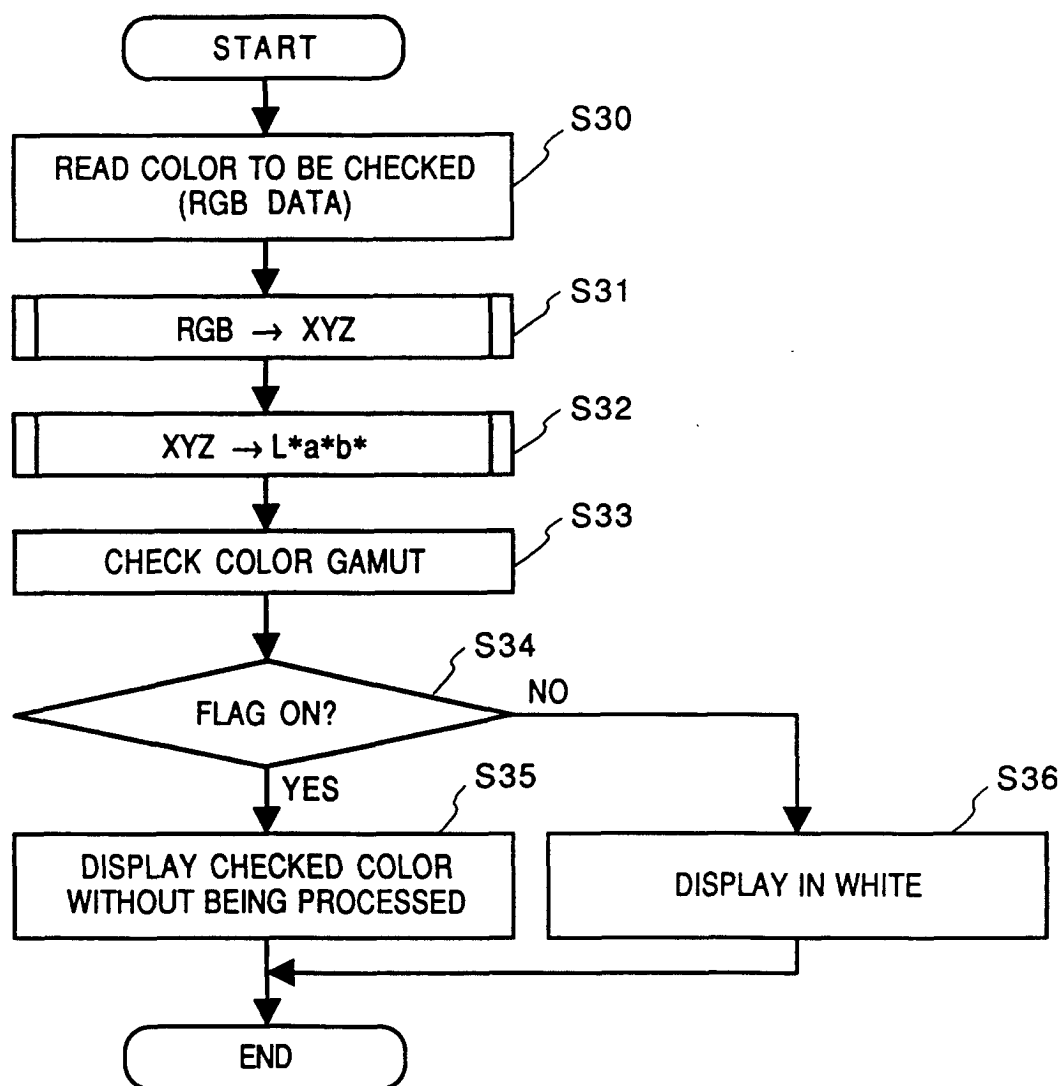 START
S30
READ COLOR TO BE CHECKED
(RGB DATA)
S31
RGB → XYZ
S32
XYZ → L*a*b*
S33
CHECK COLOR GAMUT
S34
FLAG ON?
NO
YES
S35
DISPLAY CHECKED COLOR
WITHOUT BEING PROCESSED
S36
DISPLAY IN WHITE
END